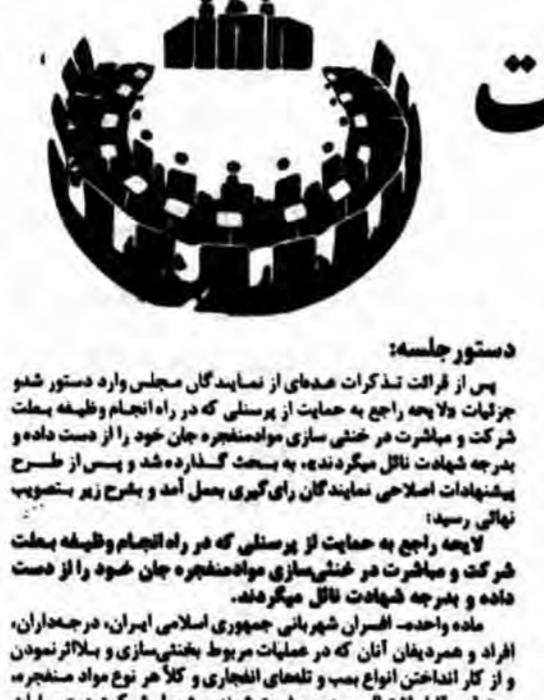 ت
دستور جلسه:
پس از قرائت تذکرات عده‌ای از نمایندگان مجلس وارد دستور شدو
جزئیات «لایحه راجع به حمایت از پرسنلی که در راه انجام وظیفه بعلت
شرکت و مباشرت در خنثی سازی موادمنفجره جان خود را از دست داده و
بدرجه شهادت نائل میگردند»، به بحث گذارده شد و پس از طرح
پیشنهادات اصلاحی نمایندگان رای‌گیری بعمل آمد و بشرح زیر بتصویب
نهائی رسید:
لایحه راجع به حمایت از پرسنلی که در راه انجام وظیفه بعلت
شرکت و مباشرت در خنثی‌سازی موادمنفجره جان خود را از دست
داده و بدرجه شهادت نائل میگردند.
ماده واحده- افسران شهربانی جمهوری اسلامی ایران، درجه‌داران،
افراد و همردیفان آنان که در عملیات مربوط بخنثی‌سازی و بلااثر نمودن
و از کار انداختن انواع بمب و تله‌های انفجاری و کلاً هر نوع مواد منفجره،